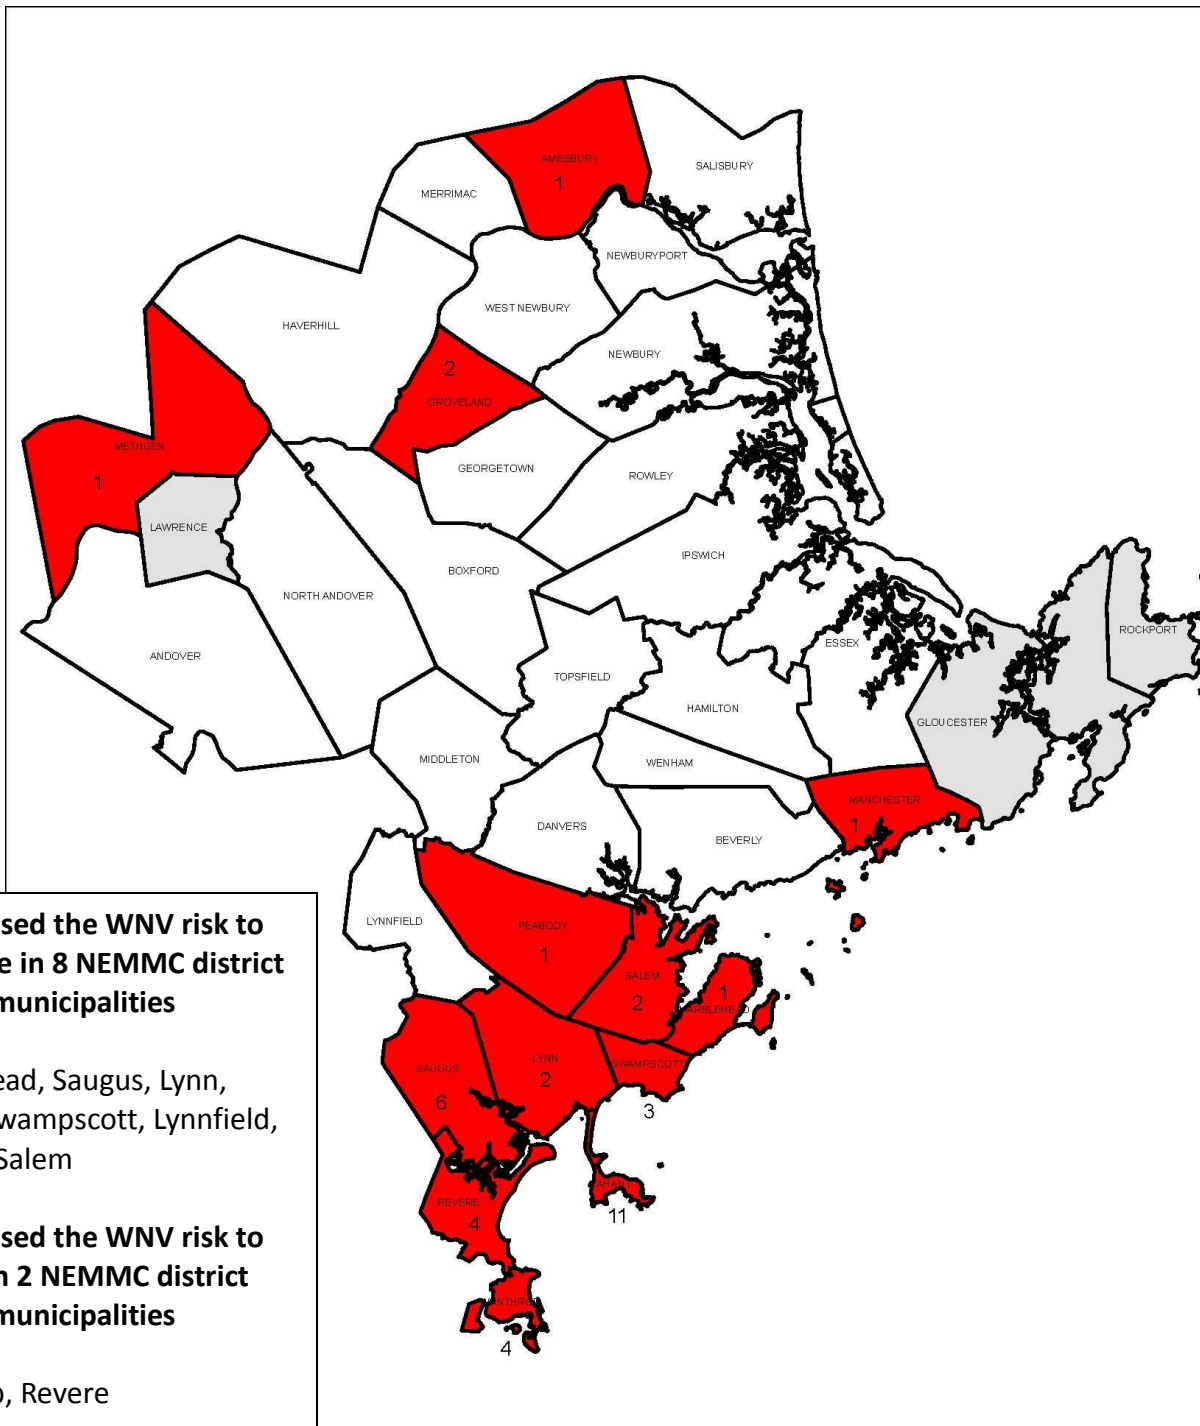 AMESBURY
1
SALISBURY
MERRIMAC
NEWBURYPORT
WEST NEWBURY
HAVERHILL
NEWBURY
2
GROVELAND
METHUEN
1
GEORGETOWN
ROWLEY
LAWRENCE
IPSWICH
BOXFORD
NORTH ANDOVER
ROCKPORT
ESSEX
ANDOVER
TOPSFIELD
HAMILTON
GLOUCESTER
MIDDLETON
WENHAM
MANCHESTER
1
DANVERS
BEVERLY
LYNNFIELD
PEABODY
1
SALEM
2
1
MARBLEHEAD
SAUGUS
6
LYNN
2
SWAMPSCOTT
3
NAHANT
11
REVERE
4
WINTHROP
4
sed the WNV risk to
e in 8 NEMMC district
municipalities
ead, Saugus, Lynn,
wampscott, Lynnfield,
Salem
sed the WNV risk to
n 2 NEMMC district
municipalities
, Revere